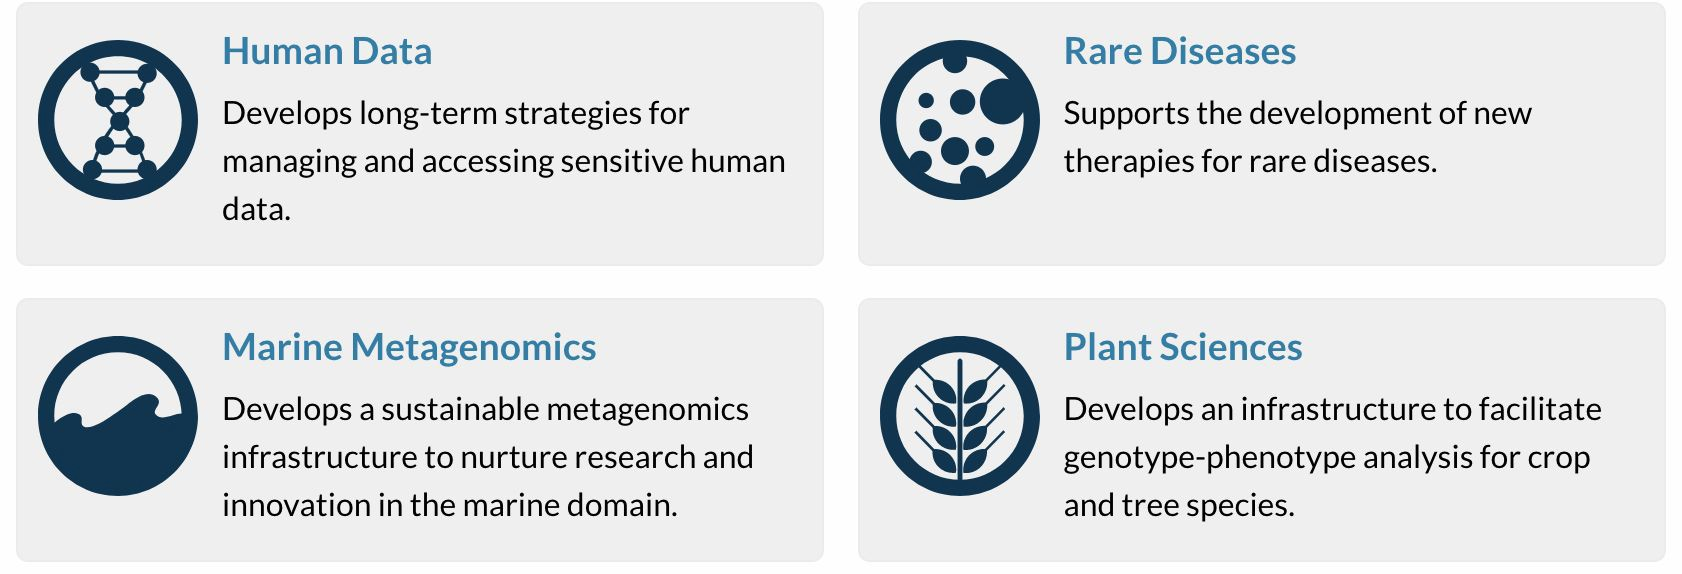 Human Data
Develops long-term strategies for
managing and accessing sensitive human
data.
Rare Diseases
Supports the development of new
therapies for rare diseases.
Marine Metagenomics
Develops a sustainable metagenomics
infrastructure to nurture research and
innovation in the marine domain.
Plant Sciences
Develops an infrastructure to facilitate
genotype-phenotype analysis for crop
and tree species.